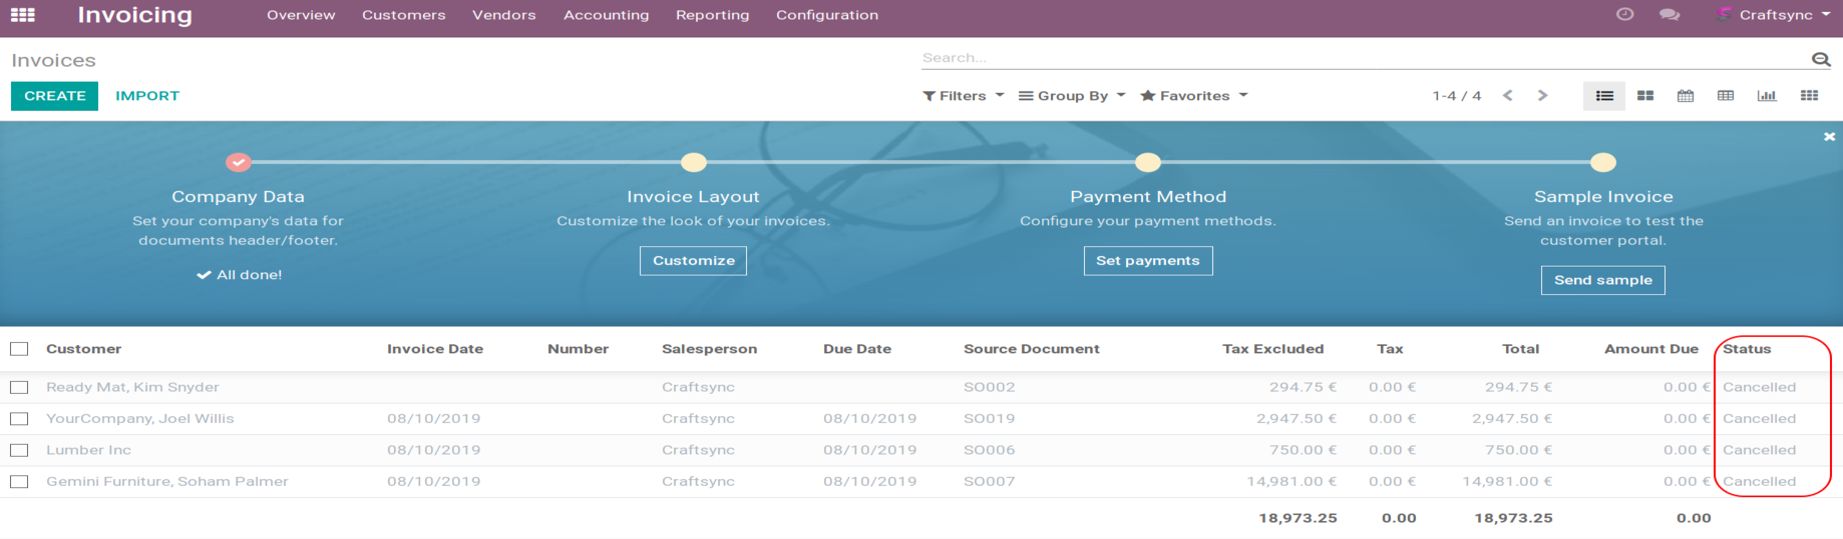 Invoicing Overview Customers Vendors Accounting Reporting Configuration Craftsync
Invoices Search...
CREATE IMPORT Filters Group By Favorites 1-4 / 4
Company Data Invoice Layout Payment Method Sample Invoice
Set your company's data for documents header/footer.
Customize the look of your invoices.
Configure your payment methods.
Send an invoice to test the customer portal.
All done! Customize Set payments Send sample
Customer Invoice Date Number Salesperson Due Date Source Document Tax Excluded Tax Total Amount Due Status
Ready Mat, Kim Snyder Craftsync SO002 294.75 € 0.00 € 294.75 € 0.00 € Cancelled
YourCompany, Joel Willis 08/10/2019 Craftsync 08/10/2019 SO019 2,947.50 € 0.00 € 2,947.50 € 0.00 € Cancelled
Lumber Inc 08/10/2019 Craftsync 08/10/2019 SO006 750.00 € 0.00 € 750.00 € 0.00 € Cancelled
Gemini Furniture, Soham Palmer 08/10/2019 Craftsync 08/10/2019 SO007 14,981.00 € 0.00 € 14,981.00 € 0.00 € Cancelled
18,973.25 0.00 18,973.25 0.00